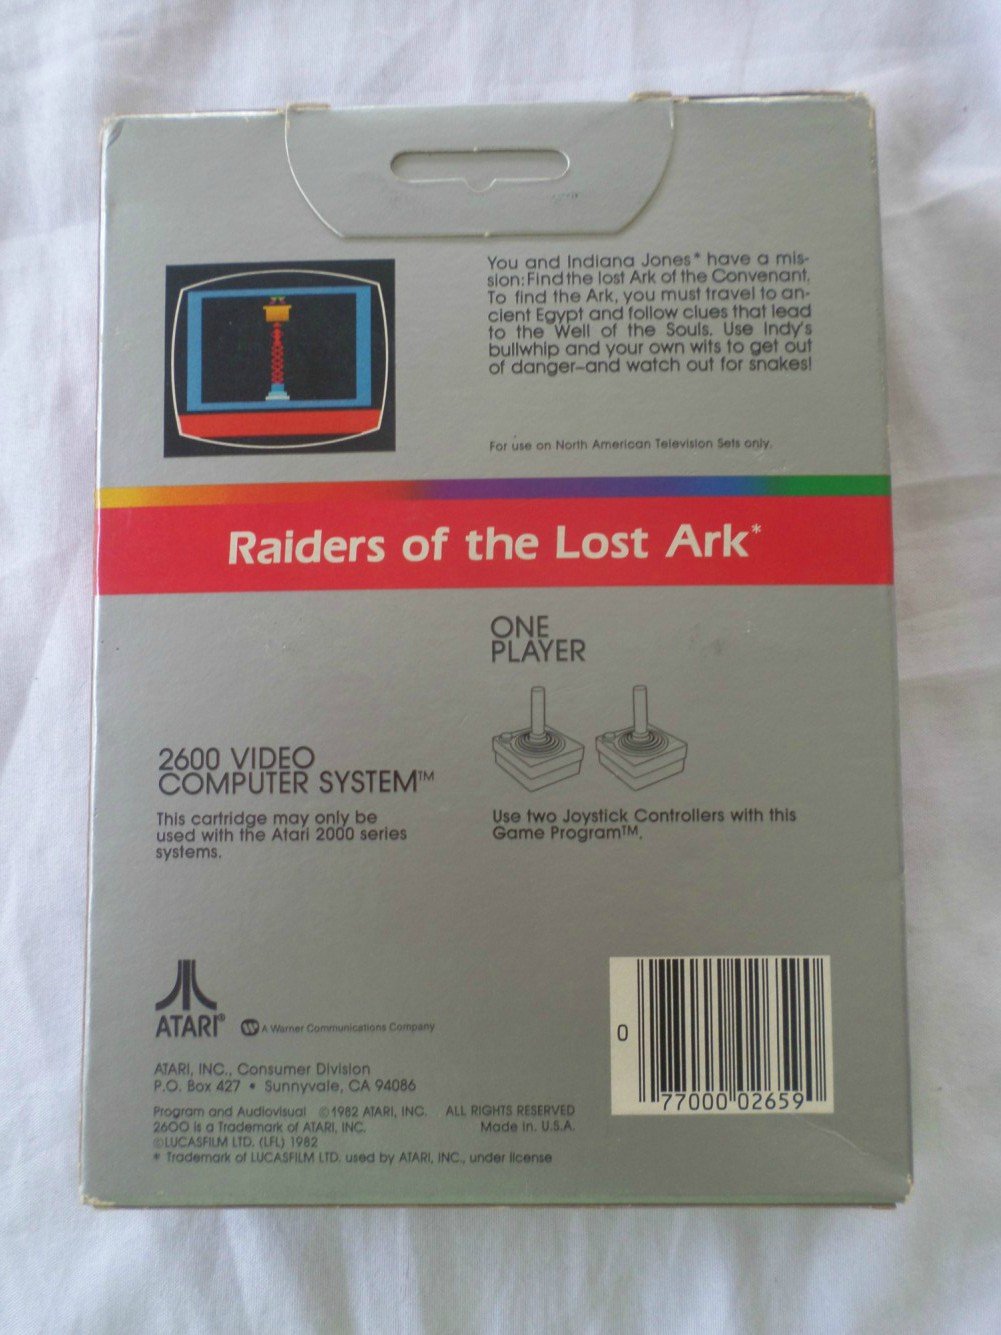 You and Indiana Jones* have a mis-
sion: Find the lost Ark of the Convenant.
To find the Ark, you must travel to an-
cient Egypt and follow clues that lead
to the Well of the Souls. Use Indy's
bullwhip and your own wits to get out
of danger–and watch out for snakes!
For use on North American Television Sets only.
Raiders of the Lost Ark*
ONE
PLAYER
2600 VIDEO
COMPUTER SYSTEM™
This cartridge may only be
used with the Atari 2000 series
systems.
Use two Joystick Controllers with this
Game Program™.
ATARI®
W A Warner Communications Company
ATARI, INC., Consumer Division
P.O. Box 427 • Sunnyvale, CA 94086
Program and Audiovisual ©1982 ATARI, INC. ALL RIGHTS RESERVED
2600 is a Trademark of ATARI, INC. Made in. U.S.A.
©LUCASFILM LTD. (LFL) 1982
* Trademark of LUCASFILM LTD. used by ATARI, INC., under license
0 77000 02659